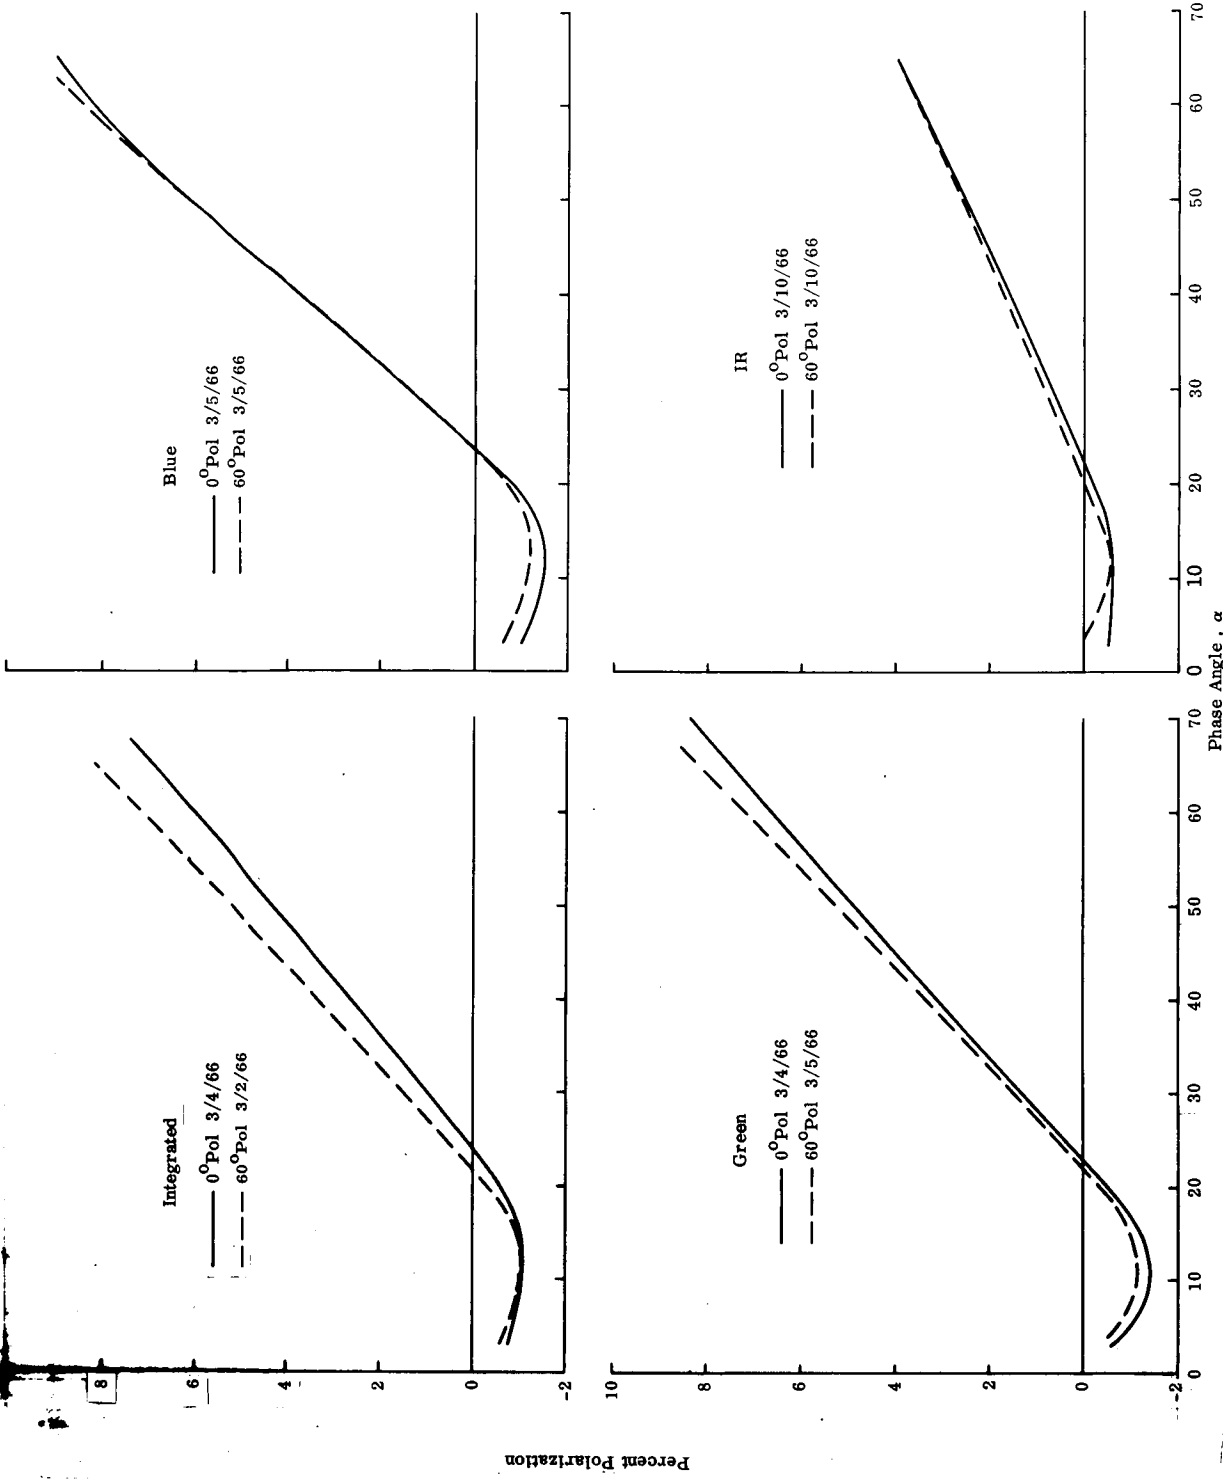 Integrated
0°Pol 3/4/66
60°Pol 3/2/66
8
6
4
2
0
-2
Blue
0°Pol 3/5/66
60°Pol 3/5/66
Green
0°Pol 3/4/66
60°Pol 3/5/66
10
8
6
4
2
0
-2
0 10 20 30 40 50 60 70
IR
0°Pol 3/10/66
60°Pol 3/10/66
0 10 20 30 40 50 60 70
Phase Angle, α
Percent Polarization